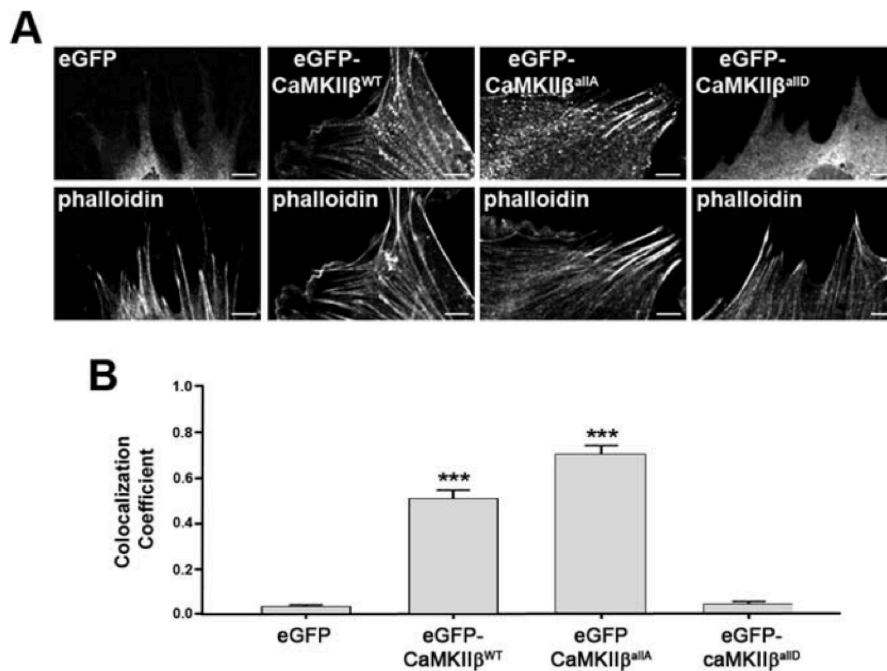 A
eGFP
eGFP-
CaMKIIβᵂᵀ
eGFP-
CaMKIIβᵃˡˡᴬ
eGFP-
CaMKIIβᵃˡˡᴰ
phalloidin
phalloidin
phalloidin
phalloidin
B
Colocalization
Coefficient
1.0
0.8
0.6
0.4
0.2
0.0
***
***
eGFP
eGFP-
CaMKIIβᵂᵀ
eGFP
CaMKIIβᵃˡˡᴬ
eGFP-
caMKIIβᵃˡˡᴰ